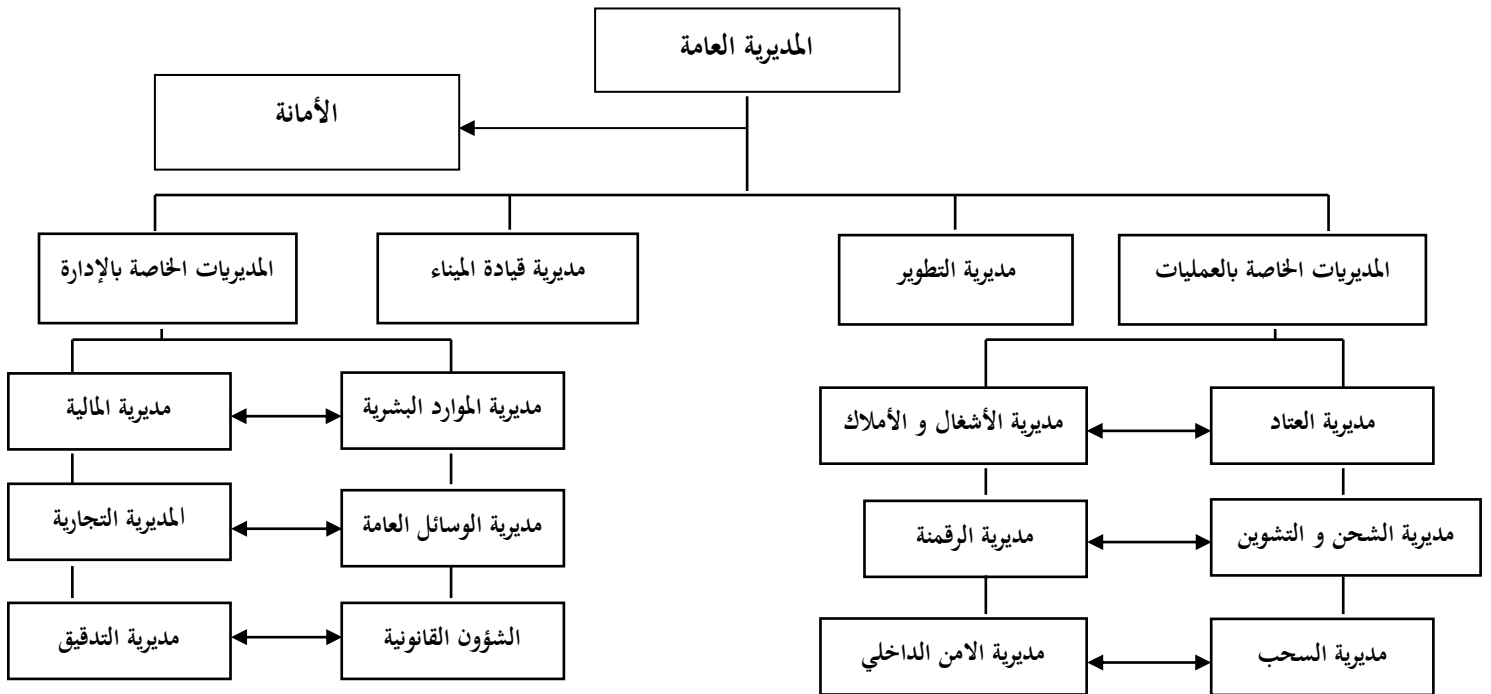 المديرية العامة
الأمانة
المديريات الخاصة بالعمليات
مديرية التطوير
مديرية قيادة الميناء
المديريات الخاصة بالإدارة
مديرية العتاد
مديرية الأشغال و الأملاك
مديرية الموارد البشرية
مديرية المالية
مديرية الشحن و التشوين
مديرية الرقمنة
مديرية الوسائل العامة
المديرية التجارية
مديرية السحب
مديرية الامن الداخلي
الشؤون القانونية
مديرية التدقيق